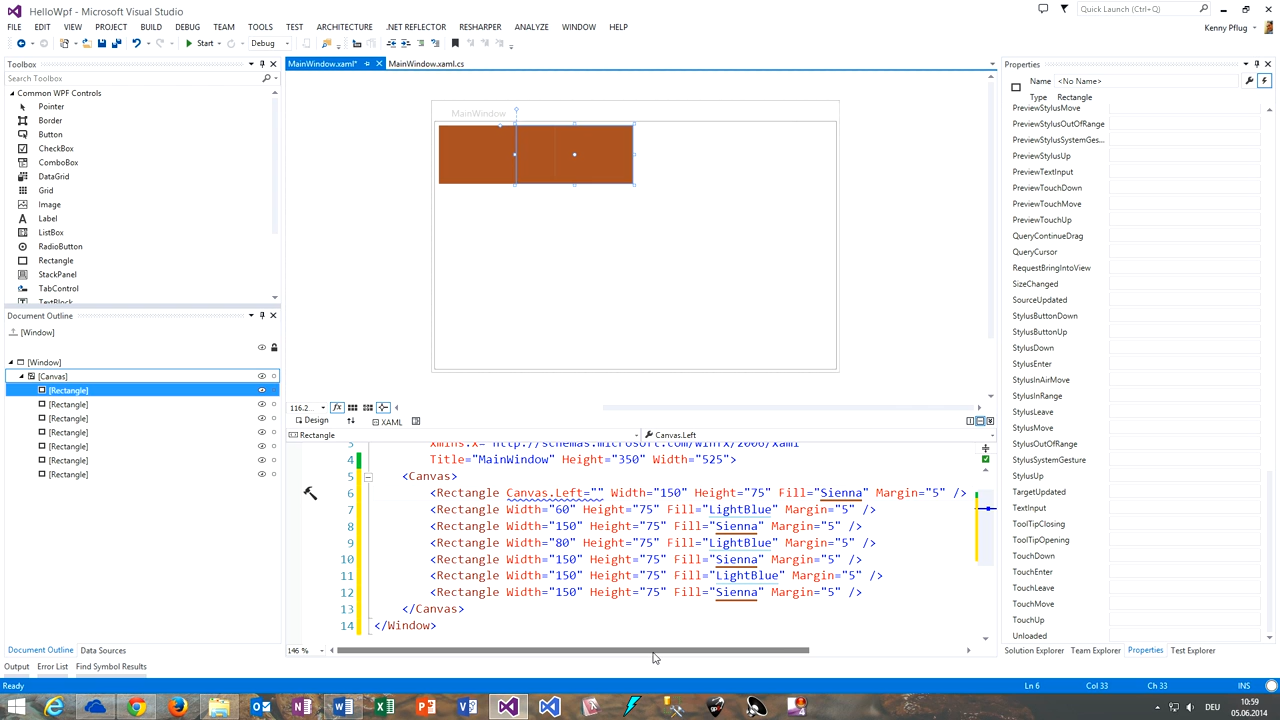 HelloWpf - Microsoft Visual Studio
Quick Launch (Ctrl+Q)
FILE EDIT VIEW PROJECT BUILD DEBUG TEAM TOOLS TEST ARCHITECTURE .NET REFLECTOR RESHARPER ANALYZE WINDOW HELP
Kenny Pflug
Start Debug
Toolbox
MainWindow.xaml* MainWindow.xaml.cs
Properties
Search Toolbox
Name <No Name>
Type Rectangle
Common WPF Controls
Pointer
Border
Button
CheckBox
ComboBox
DataGrid
Grid
Image
Label
ListBox
RadioButton
Rectangle
StackPanel
TabControl
TextBlock
Document Outline
[Window]
[Window]
[Canvas]
[Rectangle]
[Rectangle]
[Rectangle]
[Rectangle]
[Rectangle]
[Rectangle]
[Rectangle]
MainWindow
116.2...
Design XAML
Rectangle Canvas.Left
3 xmlns:x="http://schemas.microsoft.com/winfx/2006/xaml"
4 Title="MainWindow" Height="350" Width="525">
5 <Canvas>
6 <Rectangle Canvas.Left="" Width="150" Height="75" Fill="Sienna" Margin="5" />
7 <Rectangle Width="60" Height="75" Fill="LightBlue" Margin="5" />
8 <Rectangle Width="150" Height="75" Fill="Sienna" Margin="5" />
9 <Rectangle Width="80" Height="75" Fill="LightBlue" Margin="5" />
10 <Rectangle Width="150" Height="75" Fill="Sienna" Margin="5" />
11 <Rectangle Width="150" Height="75" Fill="LightBlue" Margin="5" />
12 <Rectangle Width="150" Height="75" Fill="Sienna" Margin="5" />
13 </Canvas>
14 </Window>
146 %
PreviewStylusMove
PreviewStylusOutOfRange
PreviewStylusSystemGes...
PreviewStylusUp
PreviewTextInput
PreviewTouchDown
PreviewTouchMove
PreviewTouchUp
QueryContinueDrag
QueryCursor
RequestBringIntoView
SizeChanged
SourceUpdated
StylusButtonDown
StylusButtonUp
StylusDown
StylusEnter
StylusInAirMove
StylusInRange
StylusLeave
StylusMove
StylusOutOfRange
StylusSystemGesture
StylusUp
TargetUpdated
TextInput
ToolTipClosing
ToolTipOpening
TouchDown
TouchEnter
TouchLeave
TouchMove
TouchUp
Unloaded
Document Outline Data Sources
Solution Explorer Team Explorer Properties Test Explorer
Output Error List Find Symbol Results
Ready
Ln 6 Col 33 Ch 33 INS
DEU
10:59
05.06.2014